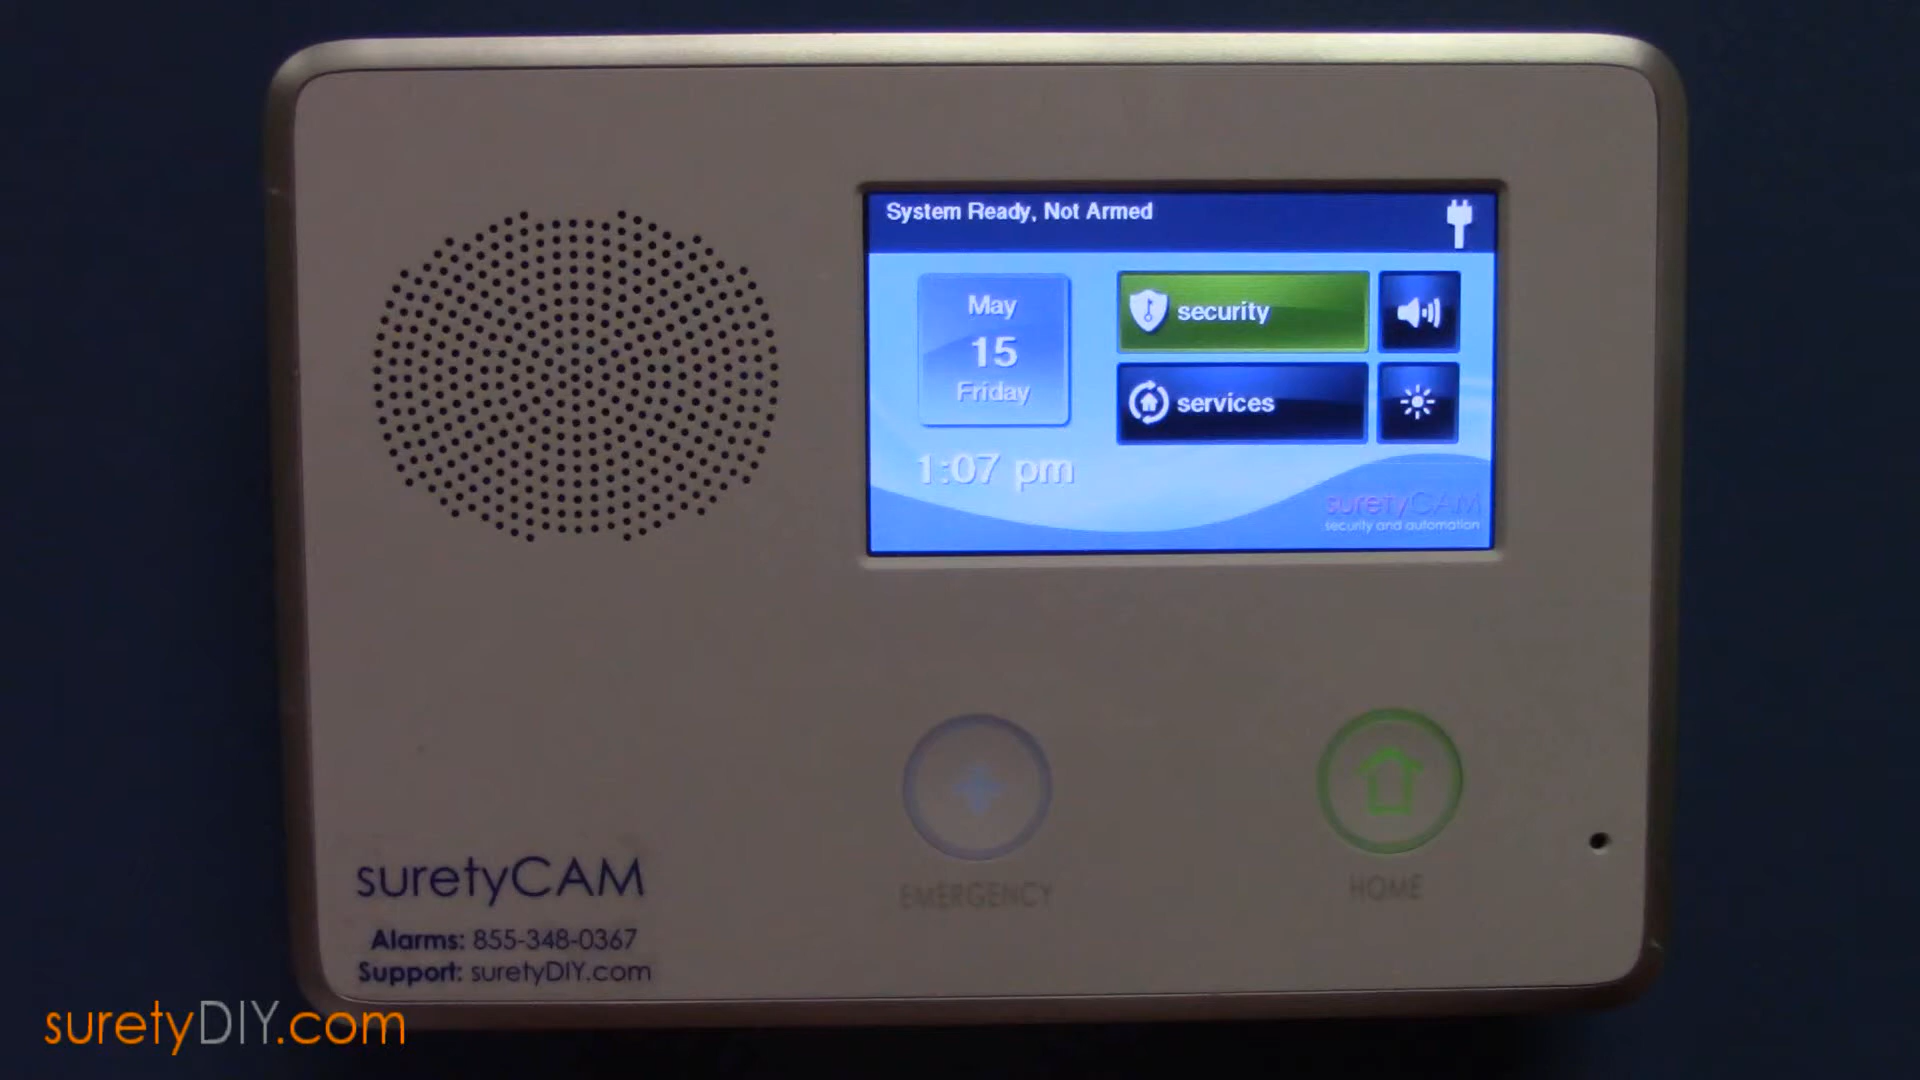 System Ready, Not Armed
May
15
Friday
1:07 pm
security
services
suretyCAM
security and automation
EMERGENCY
HOME
suretyCAM
Alarms: 855-348-0367
Support: suretyDIY.com
suretyDIY.com